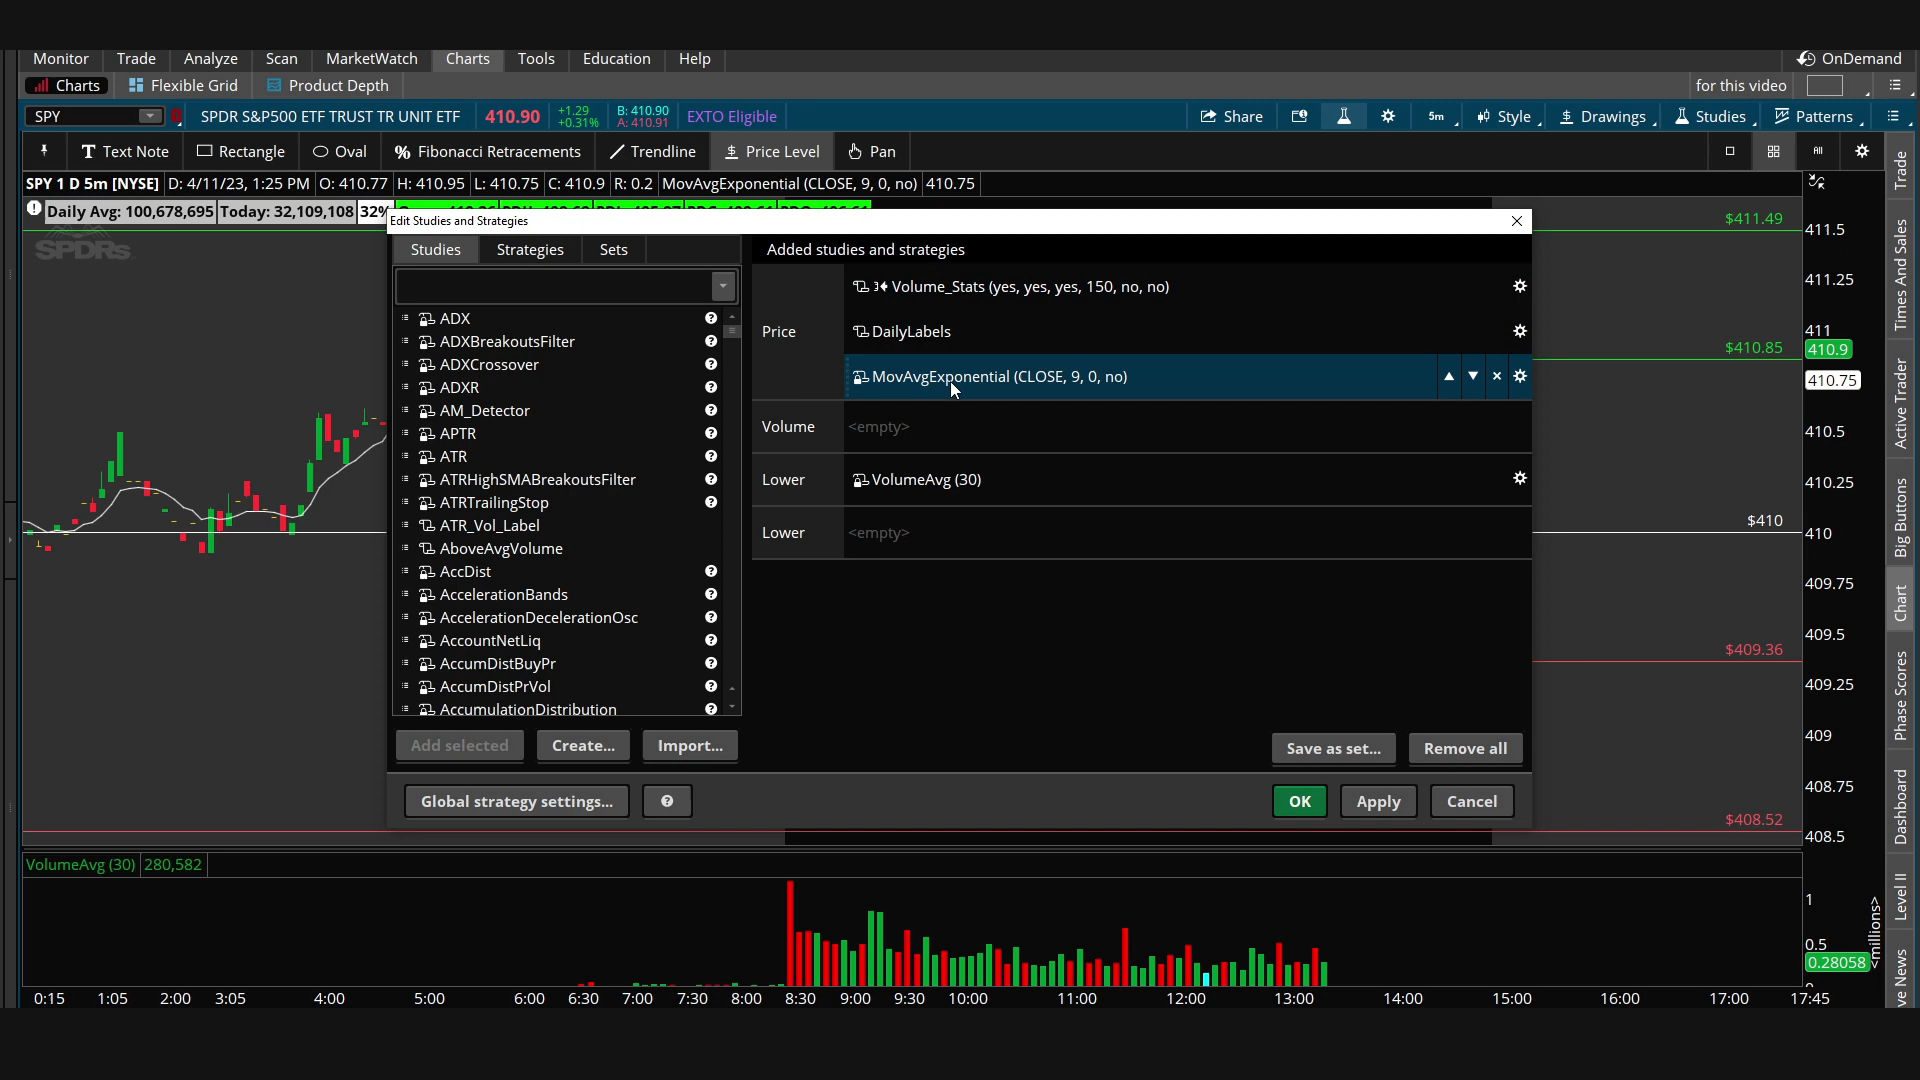 Monitor Trade Analyze Scan MarketWatch Charts Tools Education Help OnDemand
Charts Flexible Grid Product Depth for this video
SPY SPDR S&P500 ETF TRUST TR UNIT ETF 410.90 +1.29 +0.31% B: 410.90 A: 410.91 EXTO Eligible Share 5m Style Drawings Studies Patterns
Text Note Rectangle Oval Fibonacci Retracements Trendline Price Level Pan All
SPY 1 D 5m [NYSE] D: 4/11/23, 1:25 PM O: 410.77 H: 410.95 L: 410.75 C: 410.9 R: 0.2 MovAvgExponential (CLOSE, 9, 0, no) 410.75
Daily Avg: 100,678,695 Today: 32,109,108 32%
SPDRs
Edit Studies and Strategies
Studies Strategies Sets
ADX
ADXBreakoutsFilter
ADXCrossover
ADXR
AM_Detector
APTR
ATR
ATRHighSMABreakoutsFilter
ATRTrailingStop
ATR_Vol_Label
AboveAvgVolume
AccDist
AccelerationBands
AccelerationDecelerationOsc
AccountNetLiq
AccumDistBuyPr
AccumDistPrVol
AccumulationDistribution
Add selected Create... Import...
Added studies and strategies
Price
Volume_Stats (yes, yes, yes, 150, no, no)
DailyLabels
MovAvgExponential (CLOSE, 9, 0, no)
Volume <empty>
Lower VolumeAvg (30)
Lower <empty>
Save as set... Remove all
Global strategy settings... ? OK Apply Cancel
$411.49
$410.85
$410
$409.36
$408.52
411.5
411.25
411
410.9
410.75
410.5
410.25
410
409.75
409.5
409.25
409
408.75
408.5
Trade
Times And Sales
Active Trader
Big Buttons
Chart
Phase Scores
Dashboard
Level II
ve News
VolumeAvg (30) 280,582
1
0.5
0.28058
<millions>
0:15 1:05 2:00 3:05 4:00 5:00 6:00 6:30 7:00 7:30 8:00 8:30 9:00 9:30 10:00 11:00 12:00 13:00 14:00 15:00 16:00 17:00 17:45